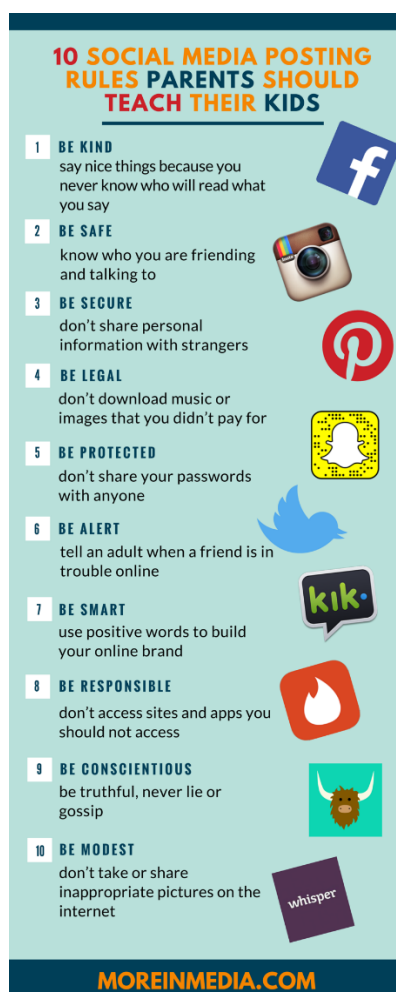 10 SOCIAL MEDIA POSTING
RULES PARENTS SHOULD
TEACH THEIR KIDS
1 BE KIND
say nice things because you
never know who will read what
you say
2 BE SAFE
know who you are friending
and talking to
3 BE SECURE
don’t share personal
information with strangers
4 BE LEGAL
don’t download music or
images that you didn’t pay for
5 BE PROTECTED
don’t share your passwords
with anyone
6 BE ALERT
tell an adult when a friend is in
trouble online
kik
7 BE SMART
use positive words to build
your online brand
8 BE RESPONSIBLE
don’t access sites and apps you
should not access
9 BE CONSCIENTIOUS
be truthful, never lie or
gossip
10 BE MODEST
don’t take or share
inappropriate pictures on the
internet
whisper
MOREINMEDIA.COM